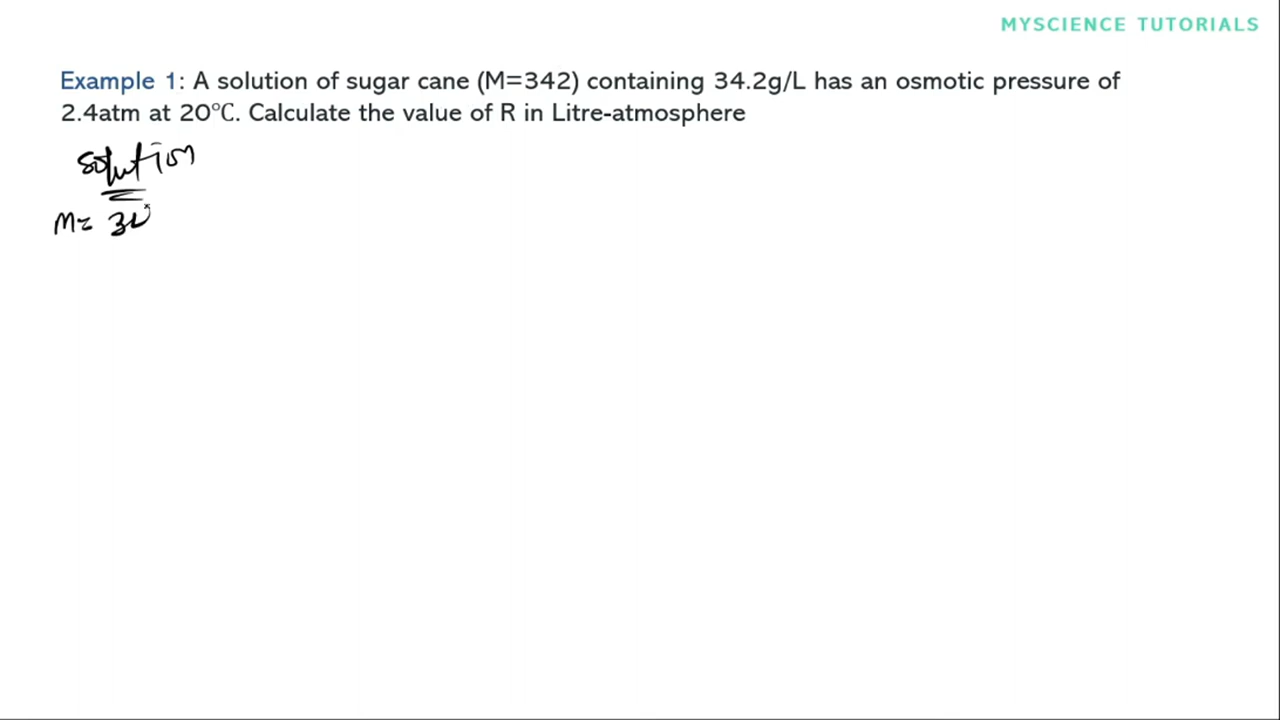 MYSCIENCE TUTORIALS
Example 1: A solution of sugar cane (M=342) containing 34.2g/L has an osmotic pressure of
2.4atm at 20°C. Calculate the value of R in Litre-atmosphere
solution
M= 3